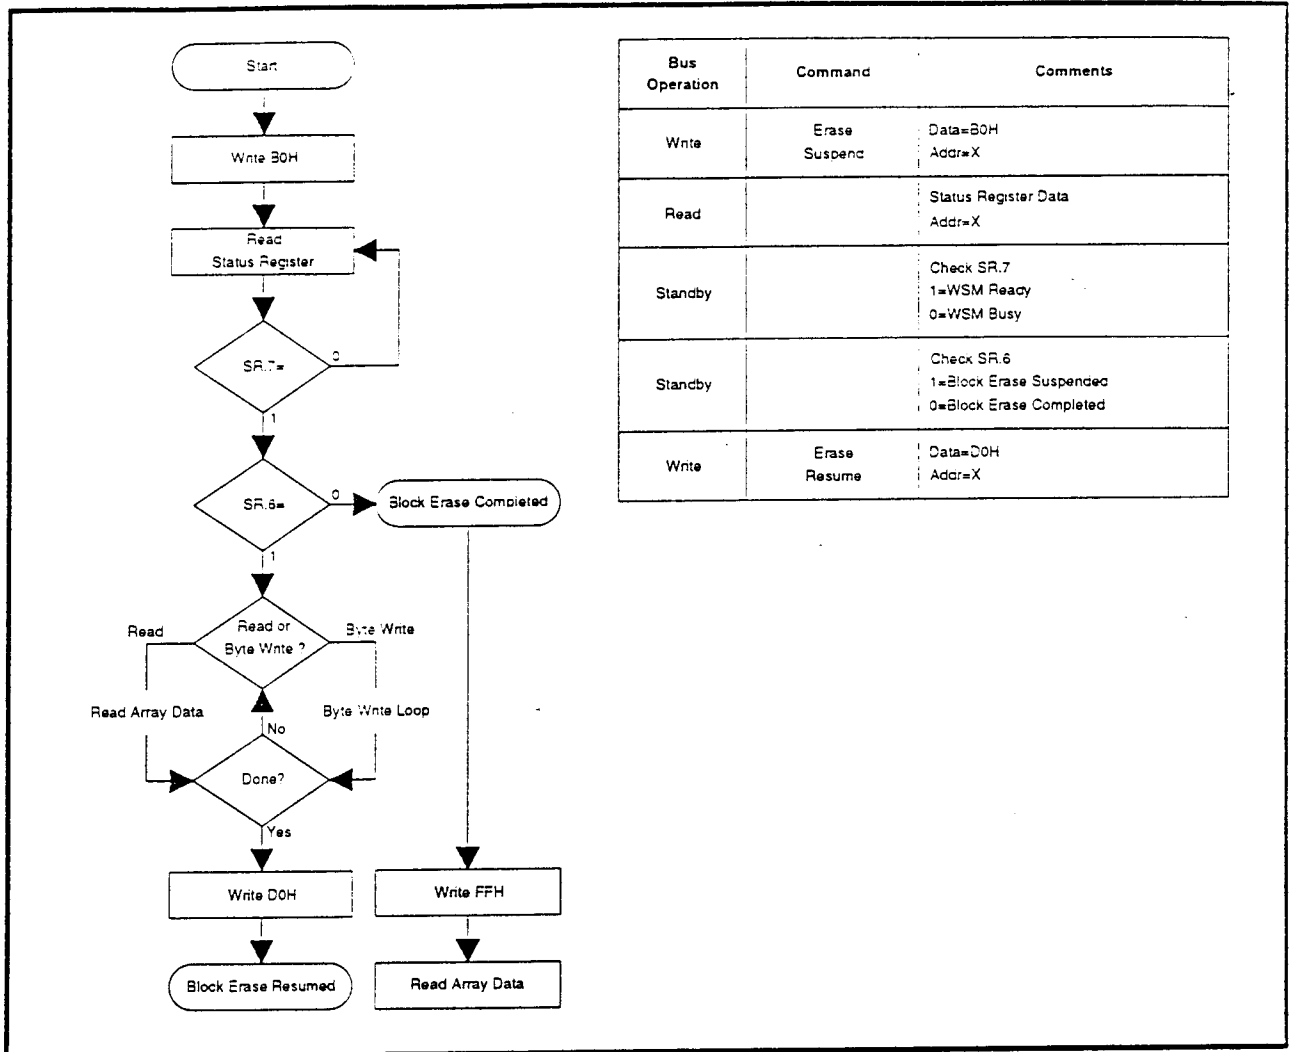 Start
Write B0H
Read
Status Register
SR.7=
0
1
SR.6=
0
Block Erase Completed
1
Read
Read or
Byte Write ?
Byte Write
Read Array Data
Byte Write Loop
No
Done?
Yes
Write D0H
Write FFH
Block Erase Resumed
Read Array Data
Bus
Operation
Command
Comments
Write
Erase
Suspend
Data=B0H
Addr=X
Read
Status Register Data
Addr=X
Standby
Check SR.7
1=WSM Ready
0=WSM Busy
Standby
Check SR.6
1=Block Erase Suspended
0=Block Erase Completed
Write
Erase
Resume
Data=D0H
Addr=X